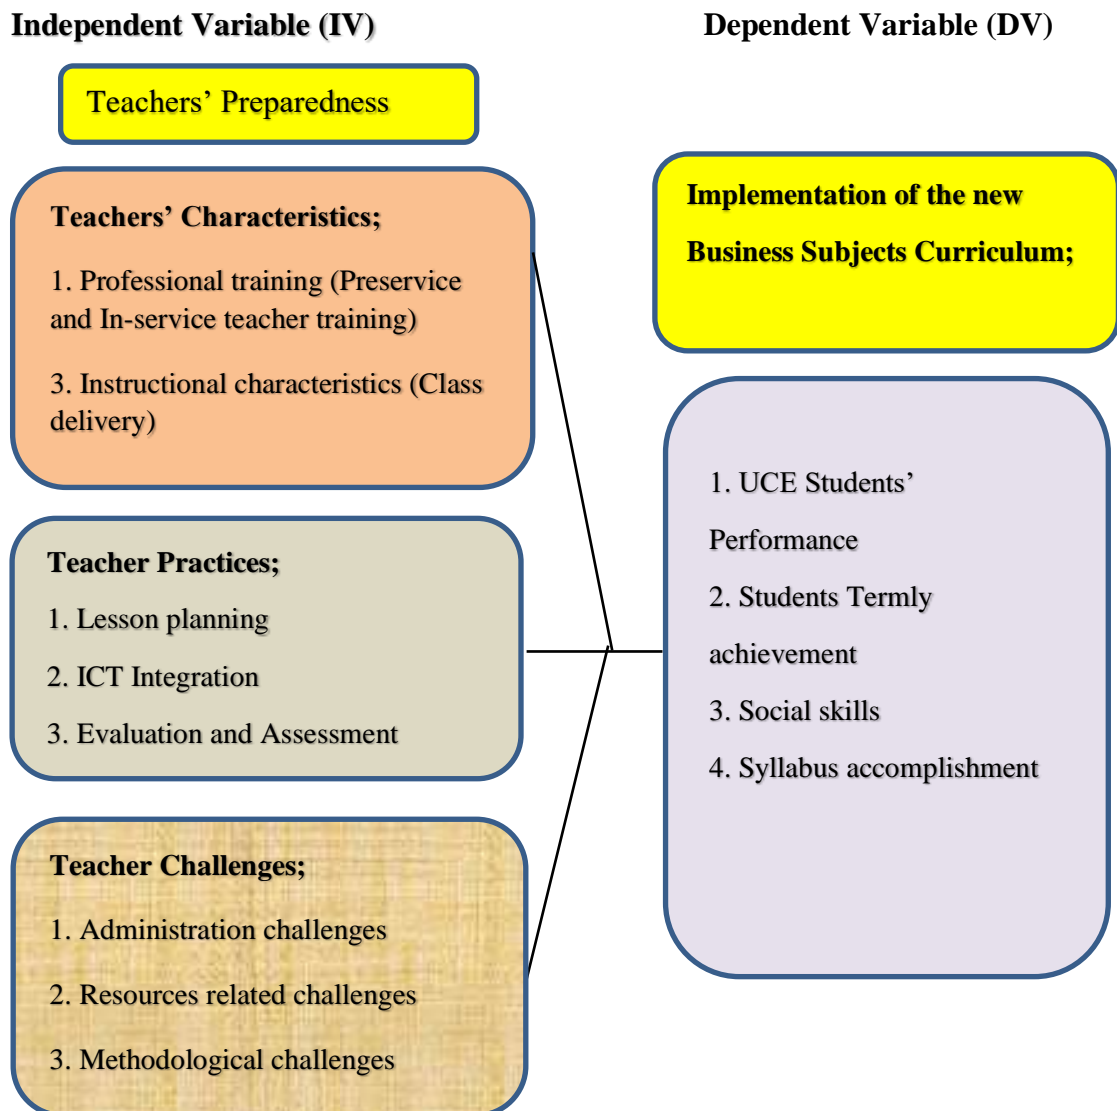 Independent Variable (IV)
Dependent Variable (DV)
Teachers’ Preparedness
Teachers’ Characteristics;
1. Professional training (Preservice
and In-service teacher training)
3. Instructional characteristics (Class
delivery)
Teacher Practices;
1. Lesson planning
2. ICT Integration
3. Evaluation and Assessment
Teacher Challenges;
1. Administration challenges
2. Resources related challenges
3. Methodological challenges
Implementation of the new
Business Subjects Curriculum;
1. UCE Students’
Performance
2. Students Termly
achievement
3. Social skills
4. Syllabus accomplishment